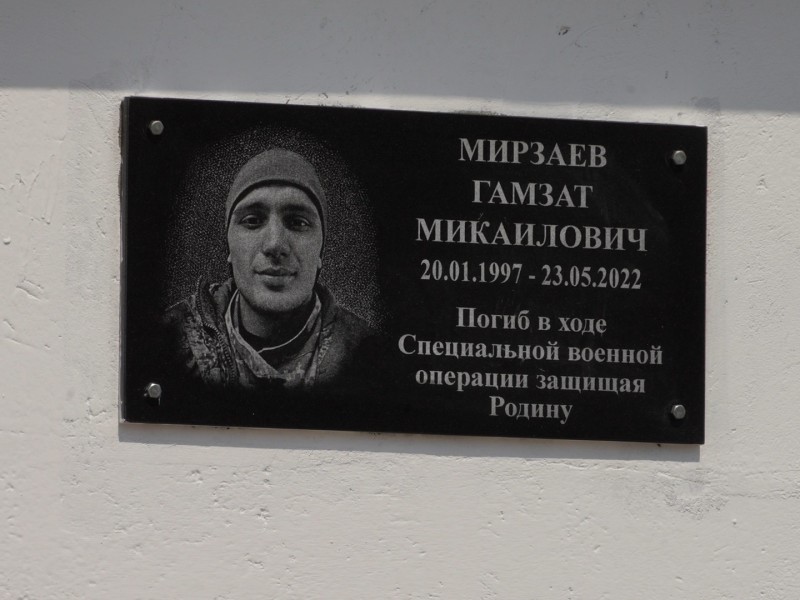 МИРЗАЕВ
ГАМЗАТ
МИКАИЛОВИЧ
20.01.1997 - 23.05.2022
Погиб в ходе
Специальной военной
операции защищая
Родину